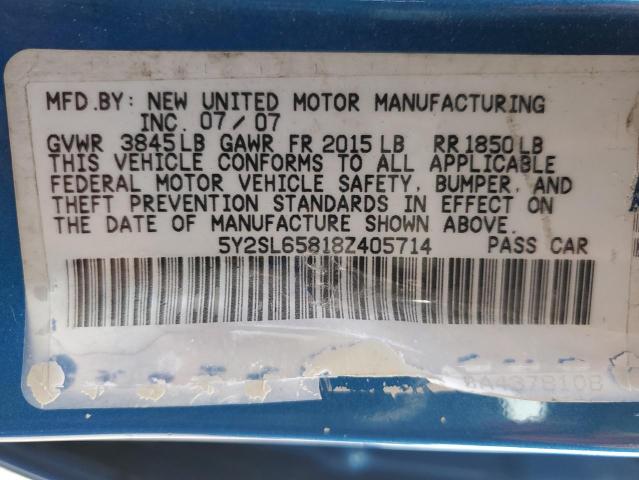 MFD.BY: NEW UNITED MOTOR MANUFACTURING
INC. 07/07
GVWR 3845LB GAWR FR 2015LB RR 1850LB
THIS VEHICLE CONFORMS TO ALL APPLICABLE
FEDERAL MOTOR VEHICLE SAFETY, BUMPER, AND
THEFT PREVENTION STANDARDS IN EFFECT ON
THE DATE OF MANUFACTURE SHOWN ABOVE.
5Y2SL65818Z405714 PASS CAR